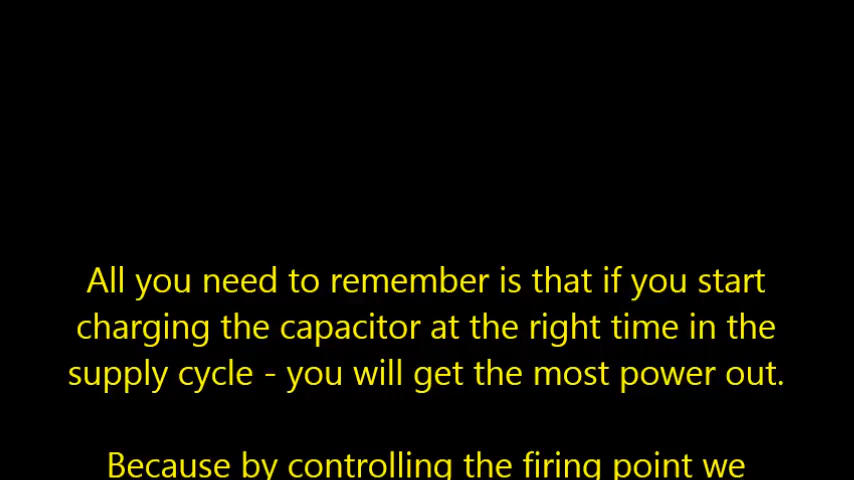 All you need to remember is that if you start
charging the capacitor at the right time in the
supply cycle - you will get the most power out.
Because by controlling the firing point we